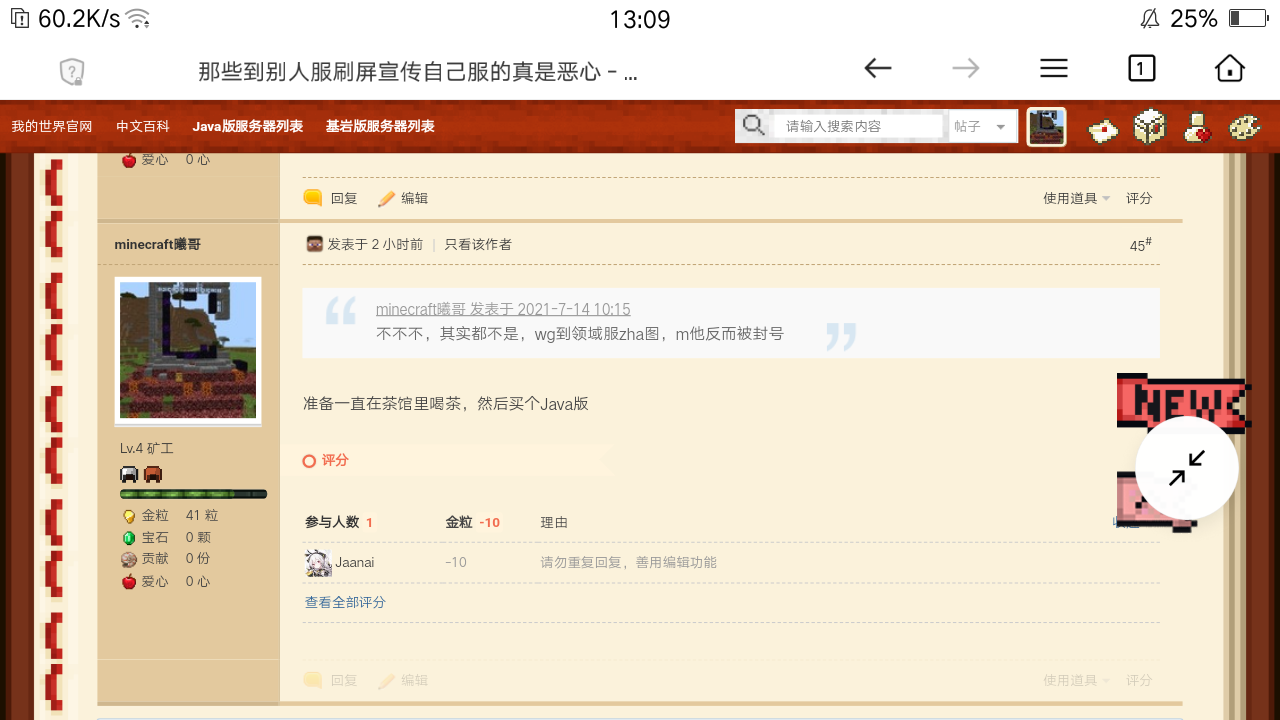 60.2K/s 13:09 25%
那些到别人服刷屏宣传自己服的真是恶心 - ... 1
我的世界官网 中文百科 Java版服务器列表 基岩版服务器列表 请输入搜索内容 帖子
爱心 0 心
回复 编辑 使用道具 评分
minecraft曦哥 发表于 2 小时前 | 只看该作者 45#
minecraft曦哥 发表于 2021-7-14 10:15
不不不，其实都不是，wg到领域服zha图，m他反而被封号
准备一直在茶馆里喝茶，然后买个Java版
NEW
Lv.4 矿工
评分
金粒 41 粒
宝石 0 颗
贡献 0 份
爱心 0 心
参与人数 1 金粒 -10 理由
Jaanai -10 请勿重复回复，善用编辑功能
查看全部评分
回复 编辑 使用道具 评分